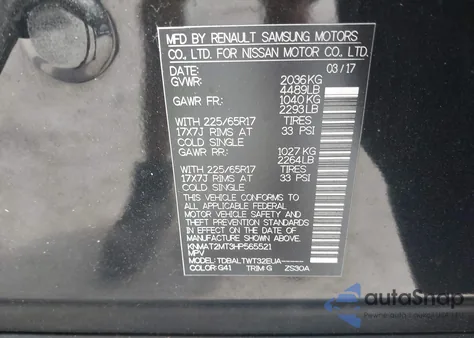 MFD BY RENAULT SAMSUNG MOTORS
CO., LTD. FOR NISSAN MOTOR CO., LTD.
DATE: 03/17
GVWR: 2036KG
4489LB
GAWR FR: 1040KG
2293LB
WITH 225/65R17 TIRES
17X7J RIMS AT 33 PSI
COLD SINGLE
GAWR RR: 1027KG
2264LB
WITH 225/65R17 TIRES
17X7J RIMS AT 33 PSI
COLD SINGLE
THIS VEHICLE CONFORMS TO
ALL APPLICABLE FEDERAL
MOTOR VEHICLE SAFETY
STANDARDS IN EFFECT ON
THE DATE OF MANUFACTURE
SHOWN ABOVE.
KNMAT2MT3HP565521
MPV
MODEL: TDBALTWT32EUA-----
COLOR: G41 TRIM: G ZS30A
AutoSnap